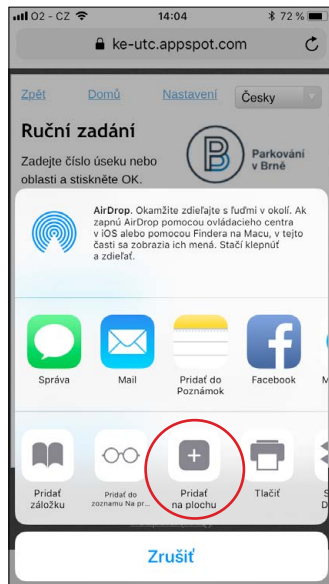 O2 - CZ 14:04 72 %
ke-utc.appspot.com
Zpět Domů Nastavení Česky
Ruční zadání
Zadejte číslo úseku nebo
oblasti a stiskněte OK.
Parkování
v Brně
AirDrop. Okamžite zdieľajte s ľuďmi v okolí. Ak
zapnú AirDrop pomocou ovládacieho centra
v iOS alebo pomocou Findera na Macu, v tejto
časti sa zobrazia ich mená. Stačí klepnúť
a zdieľať.
Správa Mail Pridať do
Poznámok Facebook
Pridať
záložku Pridať do
zoznamu Na pr... Pridať
na plochu Tlačiť
Zrušiť